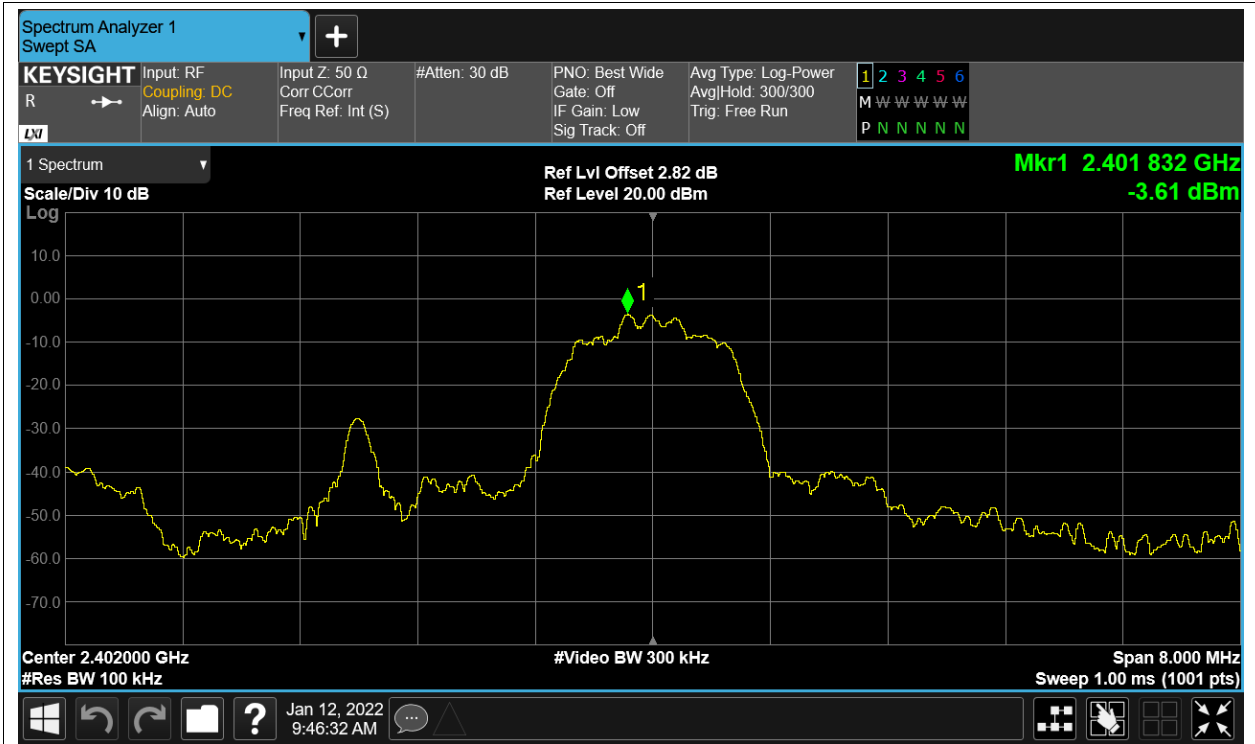 Spectrum Analyzer 1
Swept SA
KEYSIGHT
R
LXI
Input: RF
Coupling: DC
Align: Auto
Input Z: 50 Ω
Corr CCorr
Freq Ref: Int (S)
#Atten: 30 dB
PNO: Best Wide
Gate: Off
IF Gain: Low
Sig Track: Off
Avg Type: Log-Power
Avg|Hold: 300/300
Trig: Free Run
1 2 3 4 5 6
M W W W W W
P N N N N N
1 Spectrum
Scale/Div 10 dB
Log
Ref Lvl Offset 2.82 dB
Ref Level 20.00 dBm
Mkr1 2.401 832 GHz
-3.61 dBm
10.0
0.00
-10.0
-20.0
-30.0
-40.0
-50.0
-60.0
-70.0
1
Center 2.402000 GHz
#Res BW 100 kHz
#Video BW 300 kHz
Span 8.000 MHz
Sweep 1.00 ms (1001 pts)
?
Jan 12, 2022
9:46:32 AM